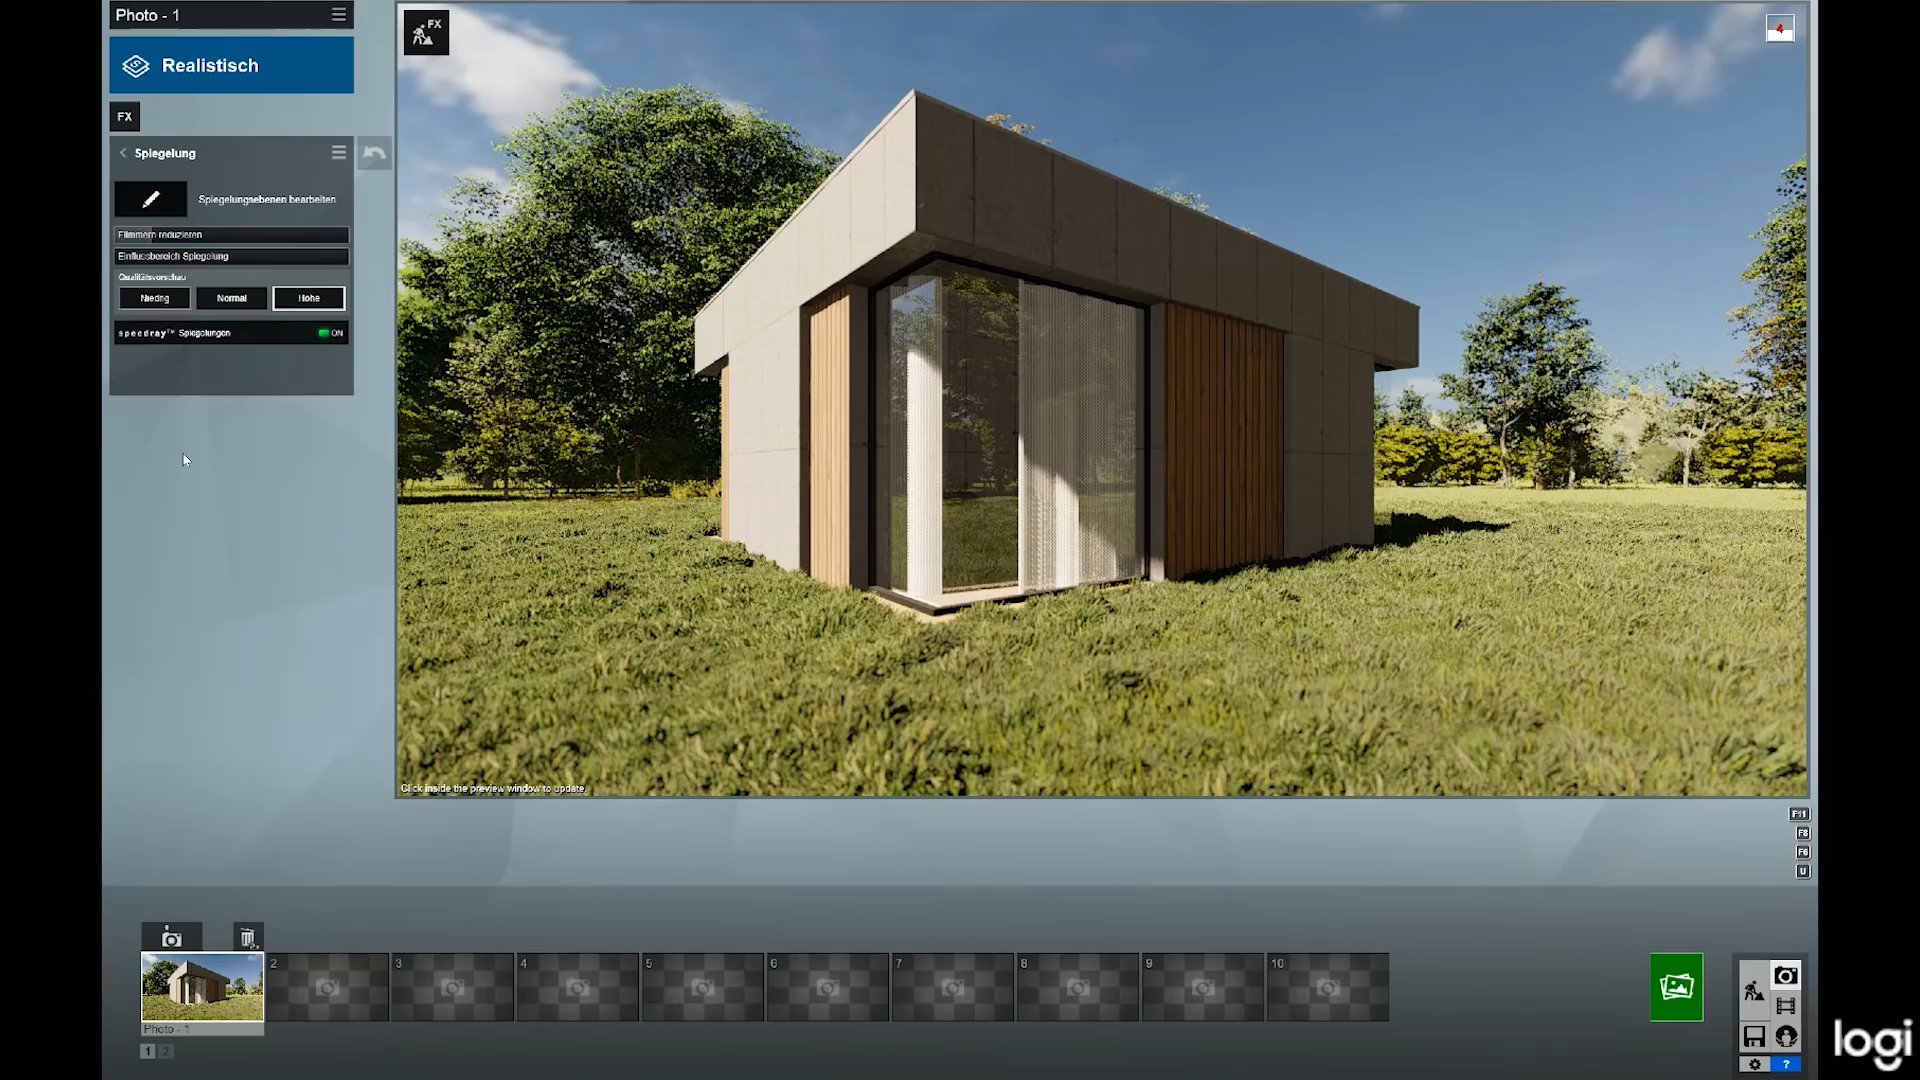 Photo - 1
Realistisch
FX
Spiegelung
Spiegelungsebenen bearbeiten
Flimmern reduzieren
Einflussbereich Spiegelung
Qualitätsvorschau
Niedrig
Normal
Hohe
speedray™ Spiegelungen
ON
FX
4
Click inside the preview window to update.
F11
F8
F6
U
2
3
4
5
6
7
8
9
10
Photo - 1
1
2
?
logi